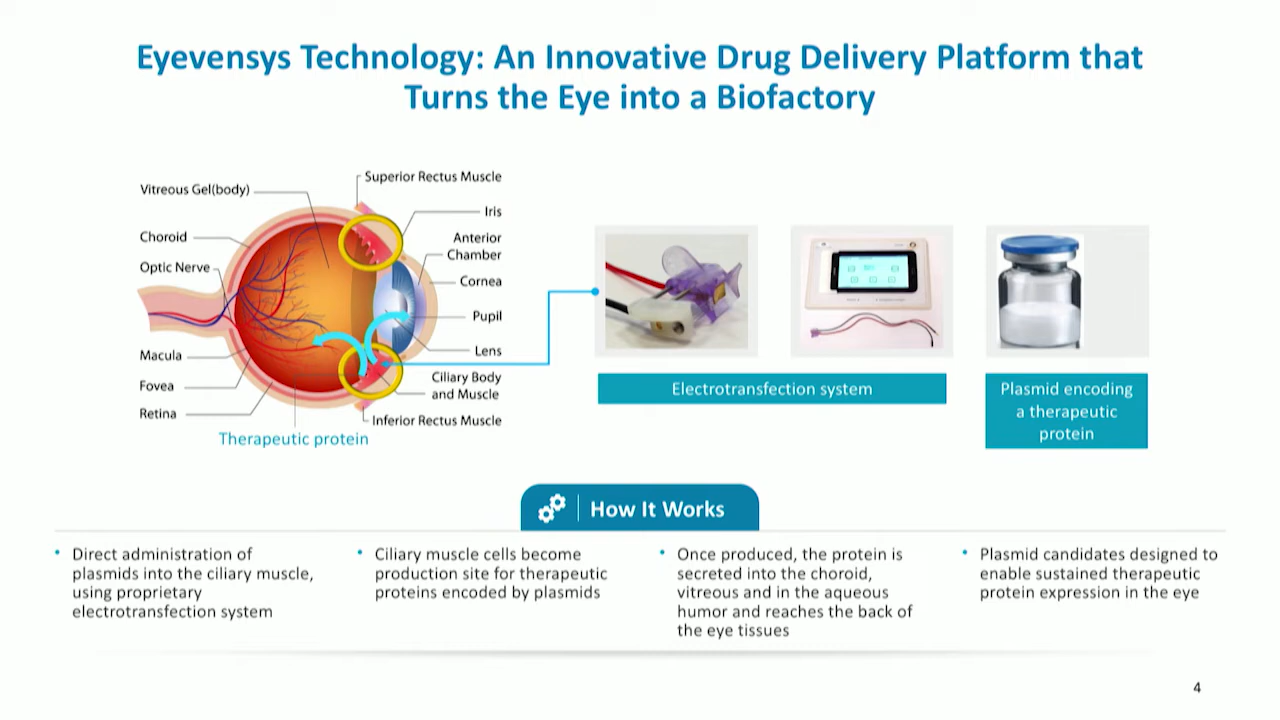 Eyevensys Technology: An Innovative Drug Delivery Platform that
Turns the Eye into a Biofactory
Superior Rectus Muscle
Vitreous Gel(body)
Iris
Choroid
Anterior
Chamber
Optic Nerve
Cornea
Pupil
Lens
Macula
Ciliary Body
and Muscle
Fovea
Retina
Inferior Rectus Muscle
Therapeutic protein
Electrotransfection system
Plasmid encoding
a therapeutic
protein
How It Works
• Direct administration of
plasmids into the ciliary muscle,
using proprietary
electrotransfection system
• Ciliary muscle cells become
production site for therapeutic
proteins encoded by plasmids
• Once produced, the protein is
secreted into the choroid,
vitreous and in the aqueous
humor and reaches the back of
the eye tissues
• Plasmid candidates designed to
enable sustained therapeutic
protein expression in the eye
4